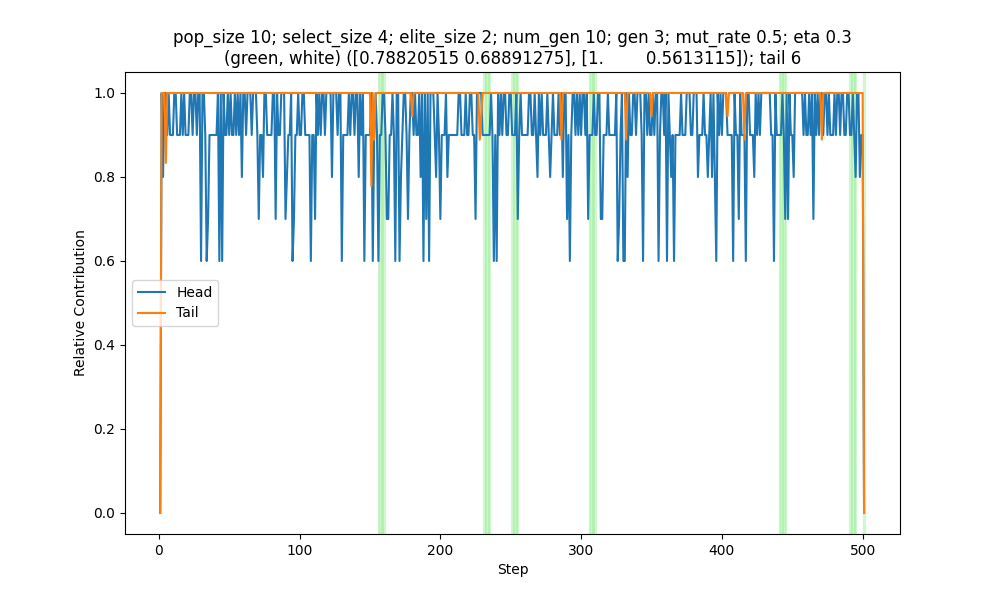 pop_size 10; select_size 4; elite_size 2; num_gen 10; gen 3; mut_rate 0.5; eta 0.3
(green, white) ([0.78820515 0.68891275], [1. 0.5613115]); tail 6
1.0
0.8
0.6
0.4
0.2
0.0
Relative Contribution
Head
Tail
0
100
200
300
400
500
Step